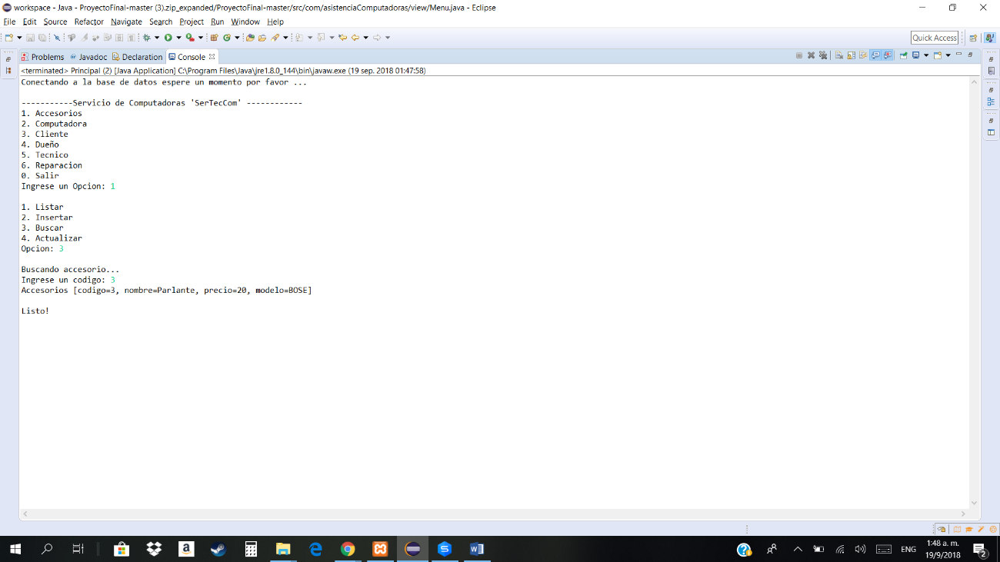 workspace - Java - ProyectoFinal-master (3).zip_expanded/ProyectoFinal-master/src/com/asistenciaComputadoras/view/Menu.java - Eclipse
File Edit Source Refactor Navigate Search Project Run Window Help
Quick Access
Problems Javadoc Declaration Console
<terminated> Principal (2) [Java Application] C:\Program Files\Java\jre1.8.0_144\bin\javaw.exe (19 sep. 2018 01:47:58)
Conectando a la base de datos espere un momento por favor ...
-----------Servicio de Computadoras 'SerTecCom' ------------
1. Accesorios
2. Computadora
3. Cliente
4. Dueño
5. Tecnico
6. Reparacion
0. Salir
Ingrese un Opcion: 1
1. Listar
2. Insertar
3. Buscar
4. Actualizar
Opcion: 3
Buscando accesorio...
Ingrese un codigo: 3
Accesorios [codigo=3, nombre=Parlante, precio=20, modelo=BOSE]
Listo!
ENG
1:48 a. m.
19/9/2018
2